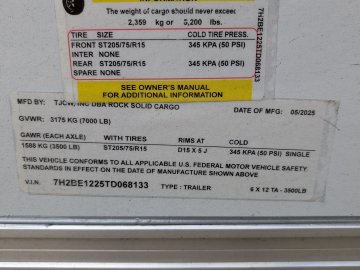 INFORMATION
The weight of cargo should never exceed
2,359 kg or 5,200 lbs.
TIRE SIZE COLD TIRE PRESS.
FRONT ST205/75/R15 345 KPA (50 PSI)
INTER NONE
REAR ST205/75/R15 345 KPA (50 PSI)
SPARE NONE
7H2BE1225TD068133
SEE OWNER'S MANUAL
FOR ADDITIONAL INFORMATION
MFD BY: TJCW, INC DBA ROCK SOLID CARGO DATE OF MFG: 05/2025
GVWR: 3175 KG (7000 LB)
GAWR (EACH AXLE) WITH TIRES RIMS AT COLD
1588 KG (3500 LB) ST205/75/R15 D15 X 5 J 345 KPA (50 PSI) SINGLE
THIS VEHICLE CONFORMS TO ALL APPLICABLE U.S. FEDERAL MOTOR VEHICLE SAFETY
STANDARDS IN EFFECT ON THE DATE OF MANUFACTURE SHOWN ABOVE
V.I.N. 7H2BE1225TD068133 TYPE : TRAILER 6 X 12 TA - 3500LB